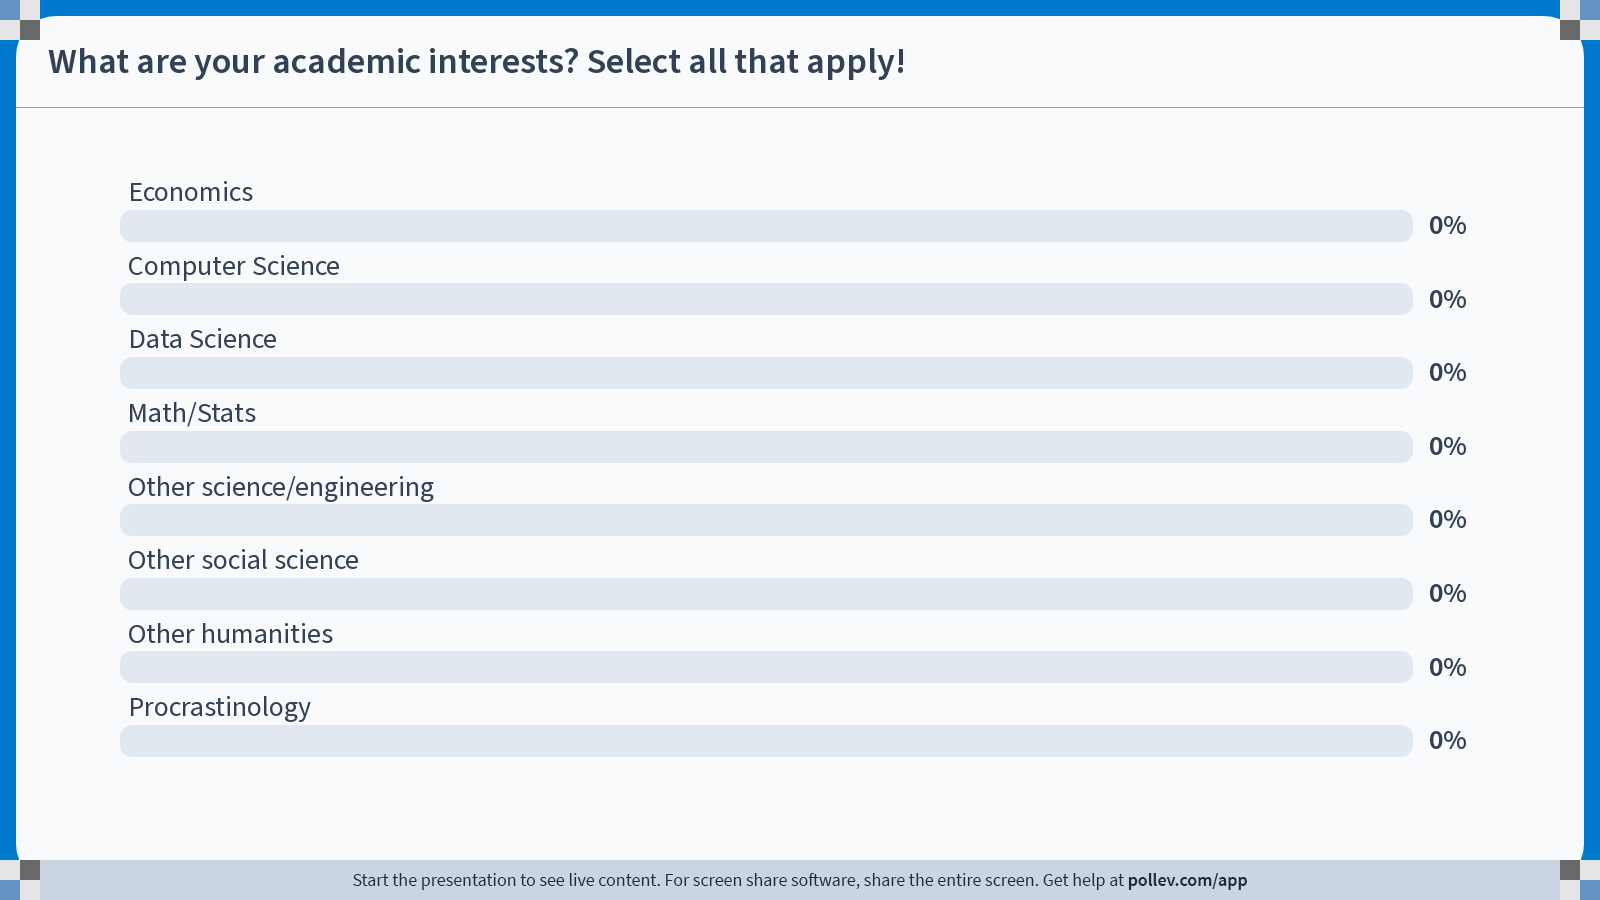 What are your academic interests? Select all that apply!
Economics
0%
Computer Science
0%
Data Science
0%
Math/Stats
0%
Other science/engineering
0%
Other social science
0%
Other humanities
0%
Procrastinology
0%
Start the presentation to see live content. For screen share software, share the entire screen. Get help at pollev.com/app